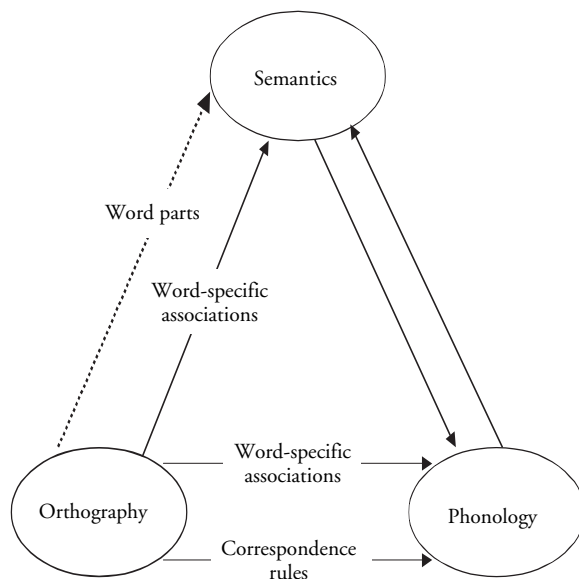 Semantics
Word parts
Word-specific
associations
Word-specific
associations
Orthography
Phonology
Correspondence
rules